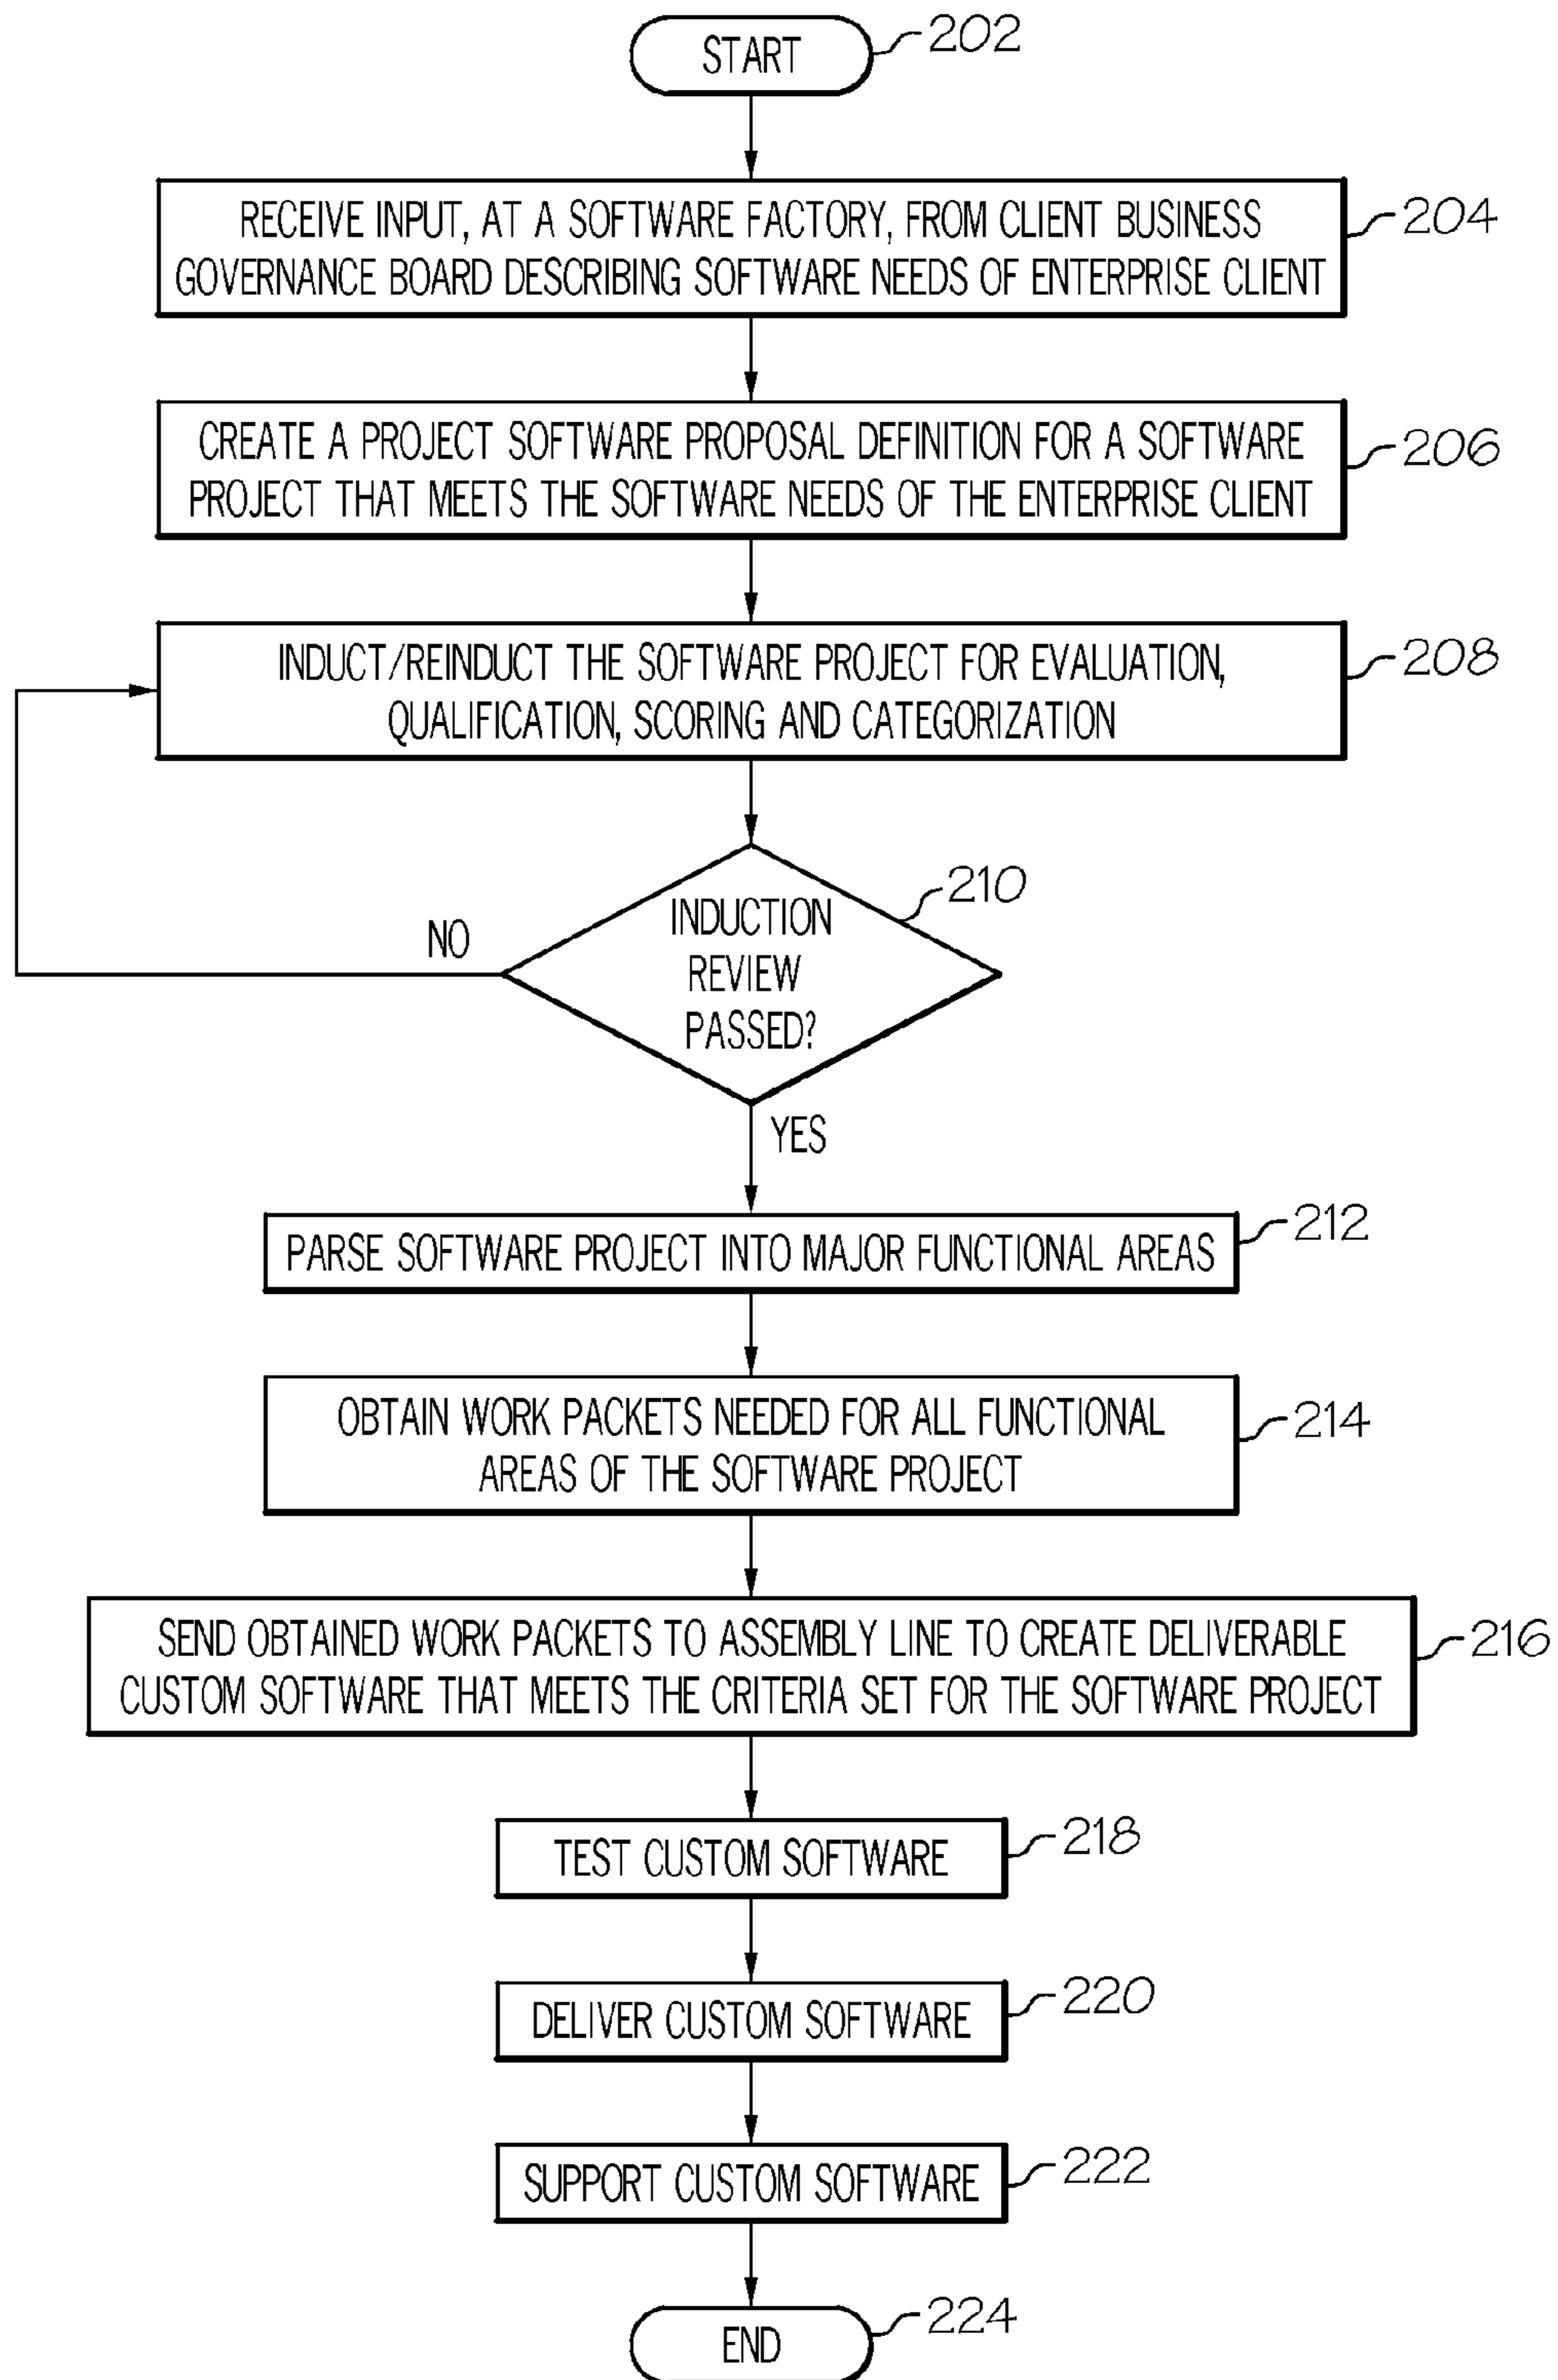 START
202
RECEIVE INPUT, AT A SOFTWARE FACTORY, FROM CLIENT BUSINESS
GOVERNANCE BOARD DESCRIBING SOFTWARE NEEDS OF ENTERPRISE CLIENT
204
CREATE A PROJECT SOFTWARE PROPOSAL DEFINITION FOR A SOFTWARE
PROJECT THAT MEETS THE SOFTWARE NEEDS OF THE ENTERPRISE CLIENT
206
INDUCT/REINDUCT THE SOFTWARE PROJECT FOR EVALUATION,
QUALIFICATION, SCORING AND CATEGORIZATION
208
INDUCTION
REVIEW
PASSED?
210
NO
YES
PARSE SOFTWARE PROJECT INTO MAJOR FUNCTIONAL AREAS
212
OBTAIN WORK PACKETS NEEDED FOR ALL FUNCTIONAL
AREAS OF THE SOFTWARE PROJECT
214
SEND OBTAINED WORK PACKETS TO ASSEMBLY LINE TO CREATE DELIVERABLE
CUSTOM SOFTWARE THAT MEETS THE CRITERIA SET FOR THE SOFTWARE PROJECT
216
TEST CUSTOM SOFTWARE
218
DELIVER CUSTOM SOFTWARE
220
SUPPORT CUSTOM SOFTWARE
222
END
224